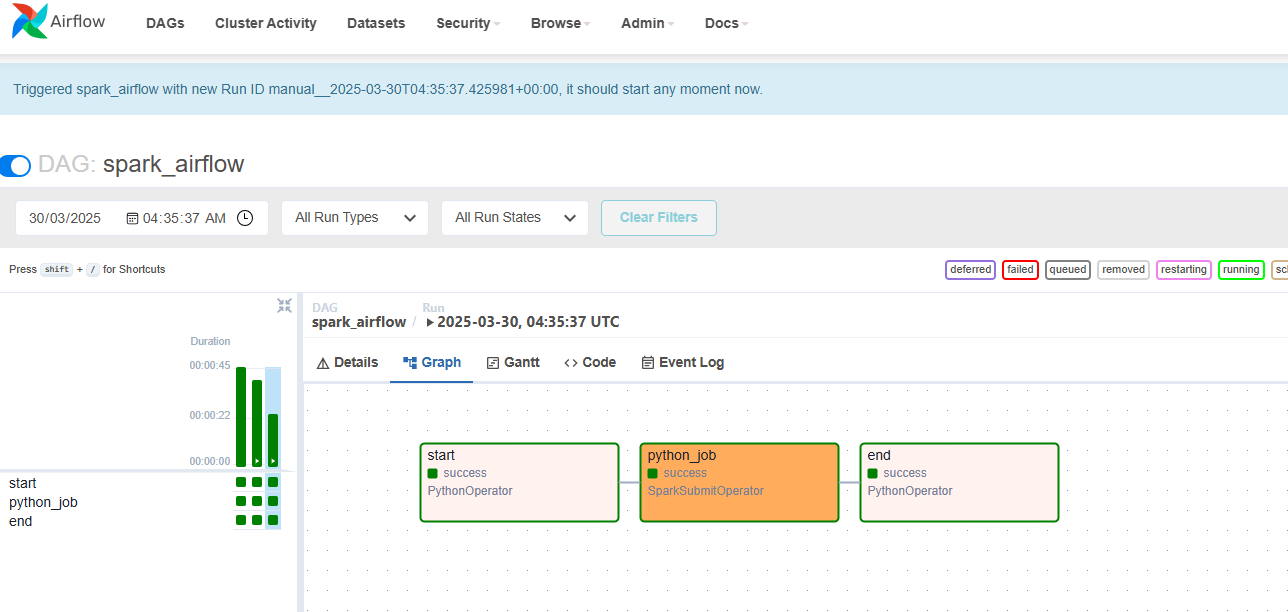 Airflow DAGs Cluster Activity Datasets Security Browse Admin Docs
Triggered spark_airflow with new Run ID manual__2025-03-30T04:35:37.425981+00:00, it should start any moment now.
DAG: spark_airflow
30/03/2025 04:35:37 AM All Run Types All Run States Clear Filters
Press shift + / for Shortcuts
deferred failed queued removed restarting running
DAG Run
spark_airflow / 2025-03-30, 04:35:37 UTC
Duration
00:00:45
00:00:22
00:00:00
Details Graph Gantt <> Code Event Log
start
success
PythonOperator
python_job
success
SparkSubmitOperator
end
success
PythonOperator
start
python_job
end